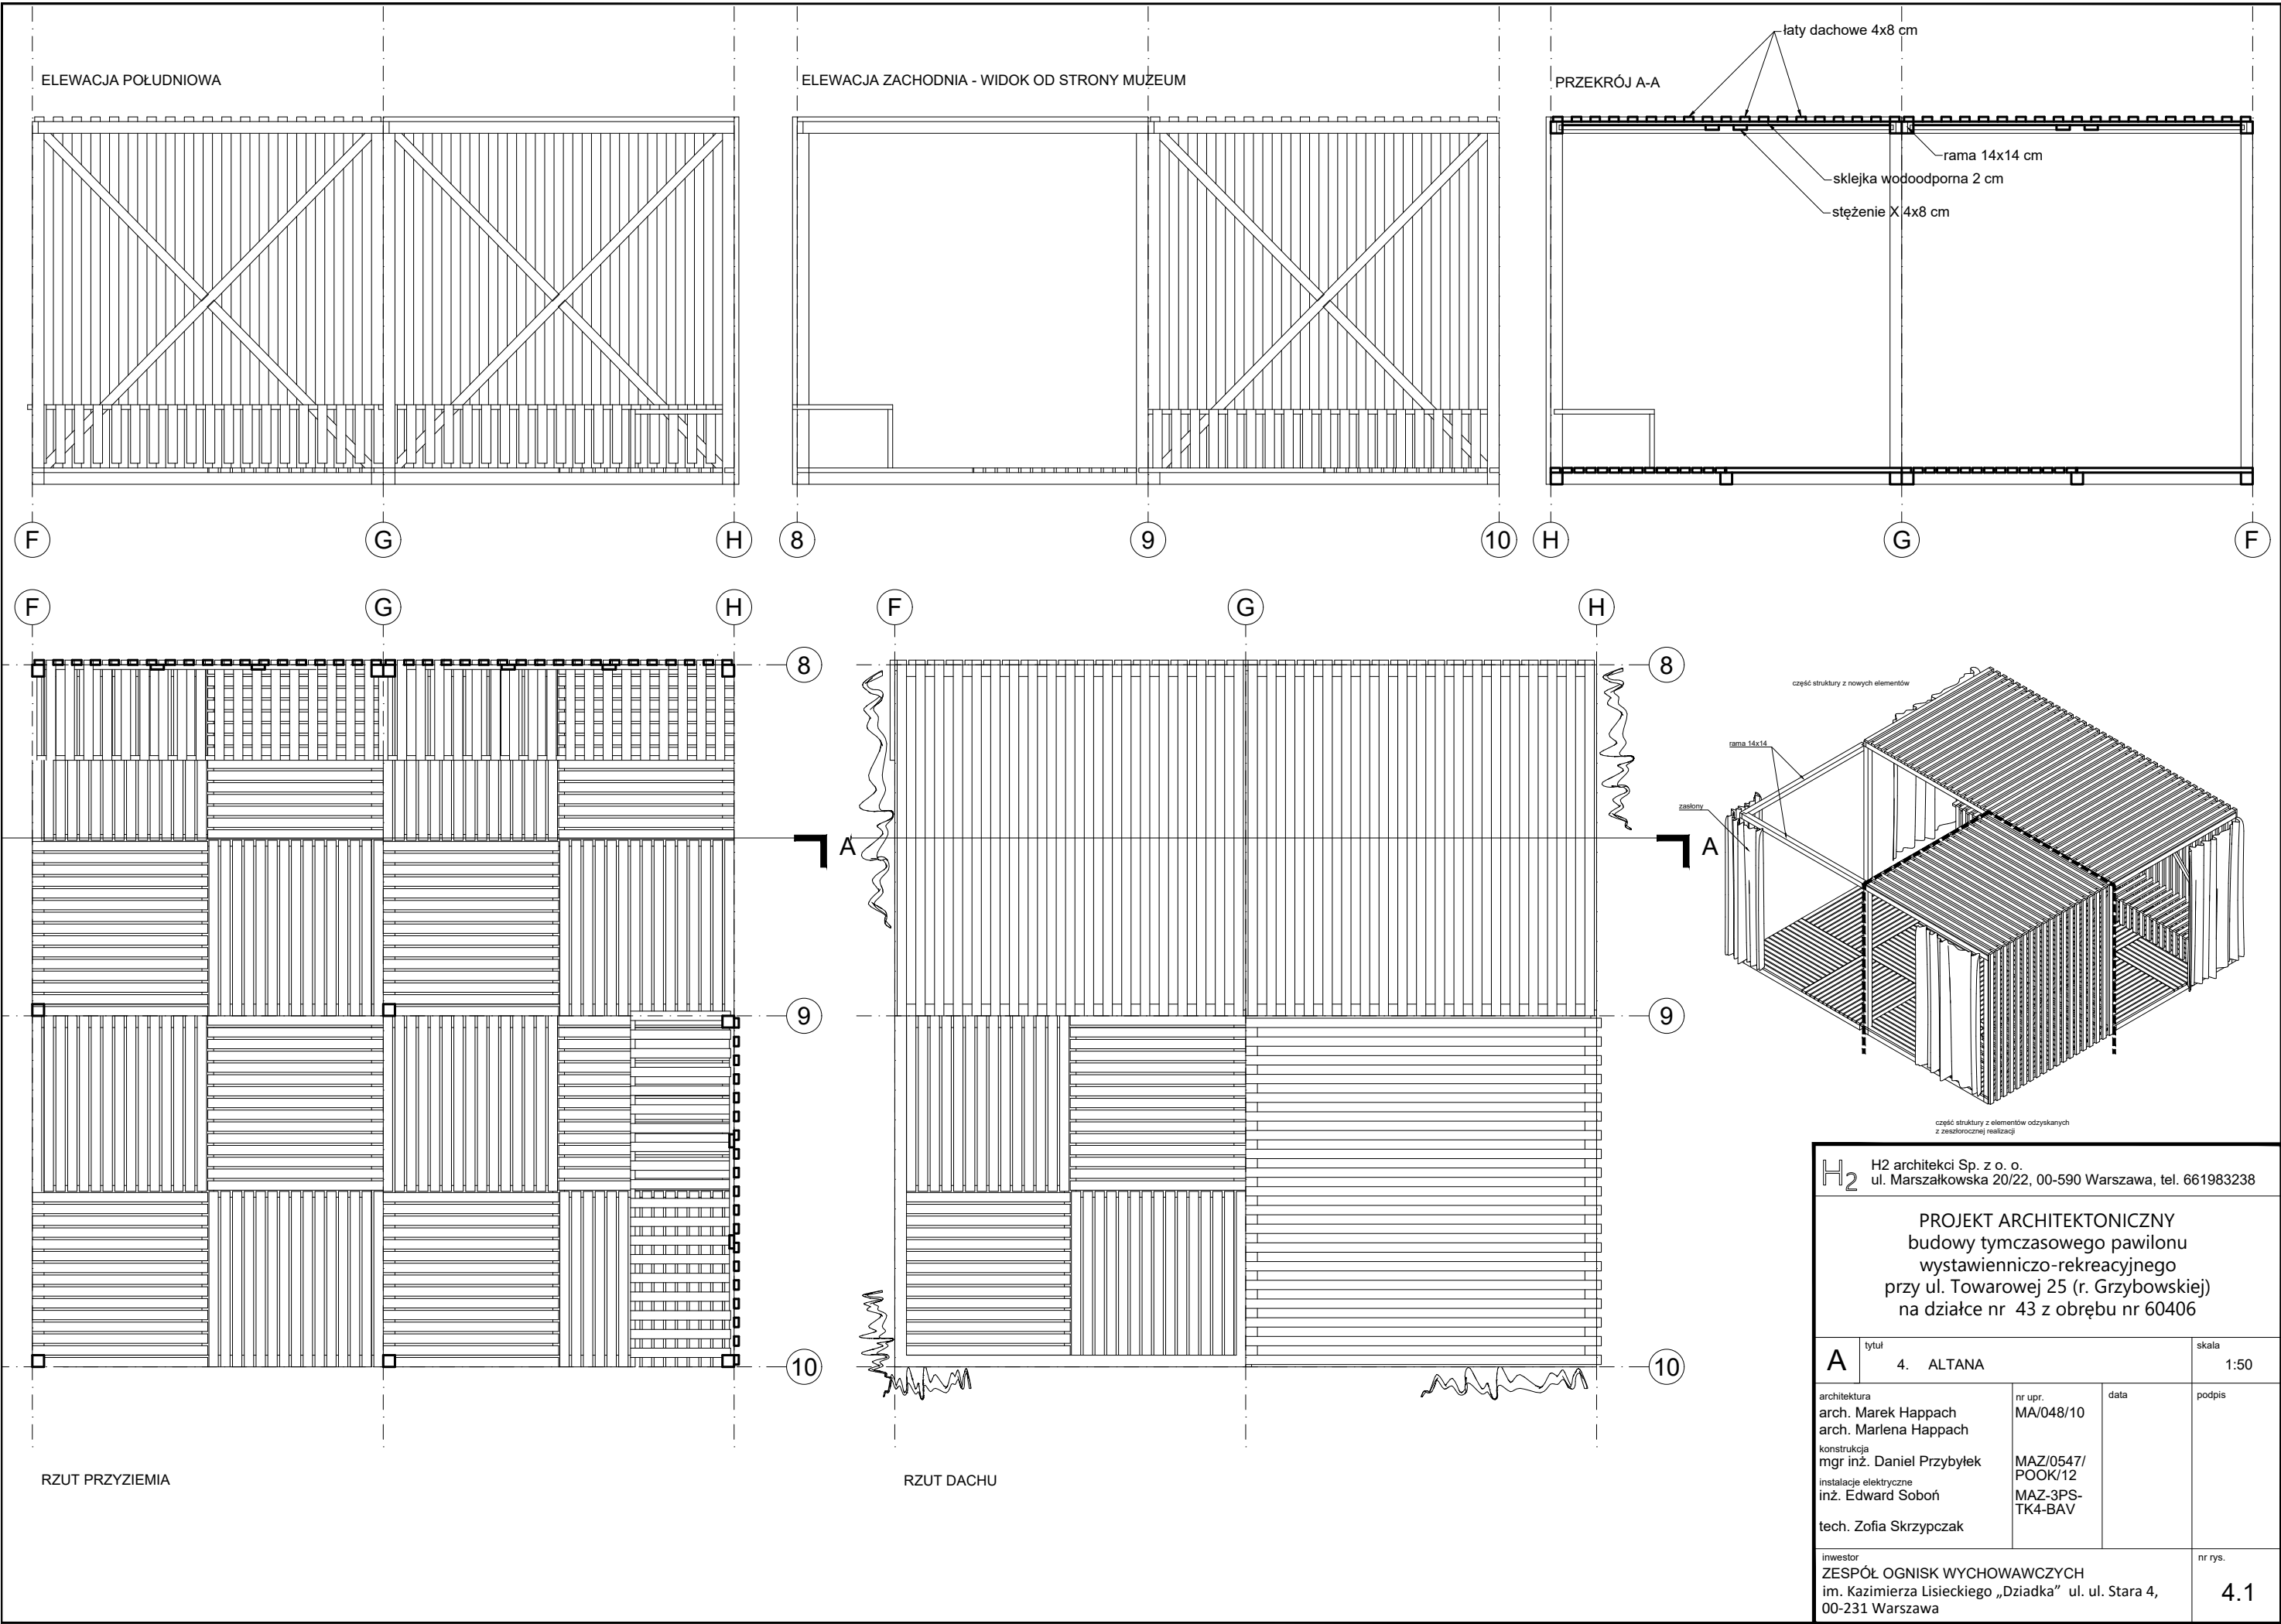 ELEWACJA POŁUDNIOWA
ELEWACJA ZACHODNIA - WIDOK OD STRONY MUZEUM
PRZEKRÓJ A-A
łaty dachowe 4x8 cm
rama 14x14 cm
sklejka wodoodporna 2 cm
stężenie X 4x8 cm
F
G
H
8
9
10
H
G
F
F
G
H
8
A
9
10
RZUT PRZYZIEMIA
F
G
H
8
A
9
10
RZUT DACHU
część struktury z nowych elementów
rama 14x14
zasłony
część struktury z elementów odzyskanych
z zeszłorocznej realizacji
H2
H2 architekci Sp. z o. o.
ul. Marszałkowska 20/22, 00-590 Warszawa, tel. 661983238
PROJEKT ARCHITEKTONICZNY
budowy tymczasowego pawilonu
wystawienniczo-rekreacyjnego
przy ul. Towarowej 25 (r. Grzybowskiej)
na działce nr 43 z obrębu nr 60406
A
tytuł
4. ALTANA
skala
1:50
architektura
arch. Marek Happach
arch. Marlena Happach
nr upr.
MA/048/10
data
podpis
konstrukcja
mgr inż. Daniel Przybyłek
MAZ/0547/
POOK/12
instalacje elektryczne
inż. Edward Soboń
MAZ-3PS-
TK4-BAV
tech. Zofia Skrzypczak
inwestor
ZESPÓŁ OGNISK WYCHOWAWCZYCH
im. Kazimierza Lisieckiego „Dziadka” ul. ul. Stara 4,
00-231 Warszawa
nr rys.
4.1